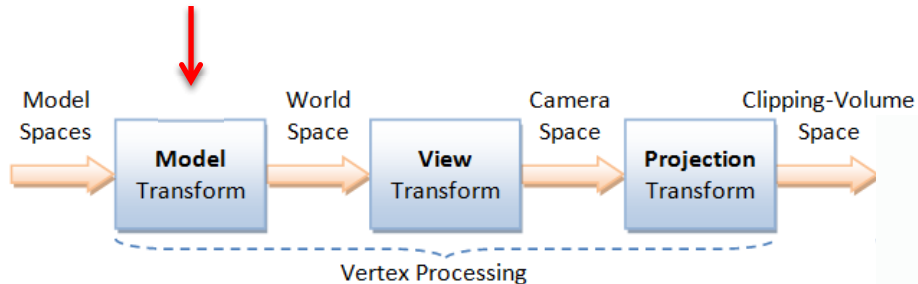 Model
Spaces
Model
Transform
World
Space
View
Transform
Camera
Space
Projection
Transform
Clipping-Volume
Space
Vertex Processing